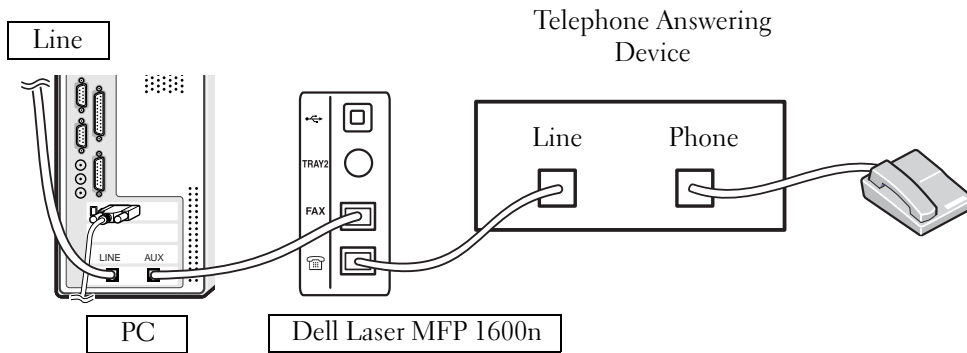 Telephone Answering
Device
Line
Line
Phone
TRAY2
FAX
LINE
AUX
PC
Dell Laser MFP 1600n